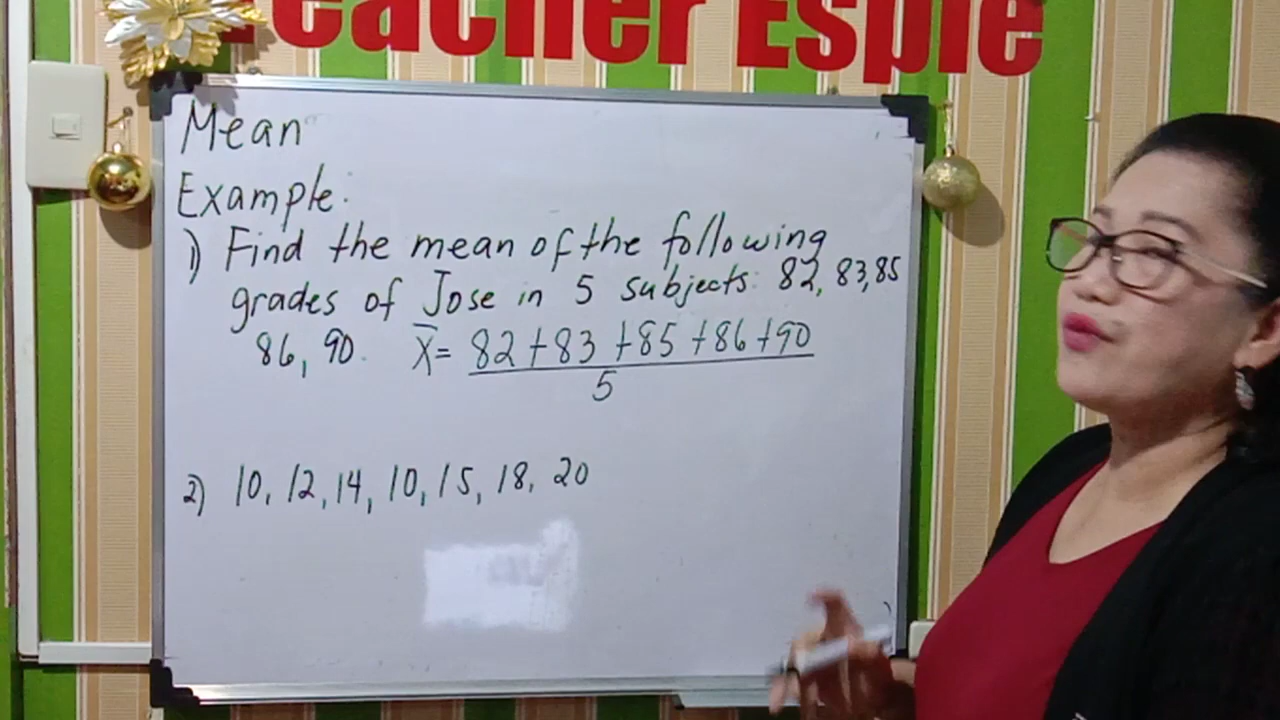 Teacher Espie
Mean
Example:
1) Find the mean of the following
grades of Jose in 5 subjects: 82, 83, 85
86, 90. X̅ = 82 + 83 + 85 + 86 + 90
5
2) 10, 12, 14, 10, 15, 18, 20